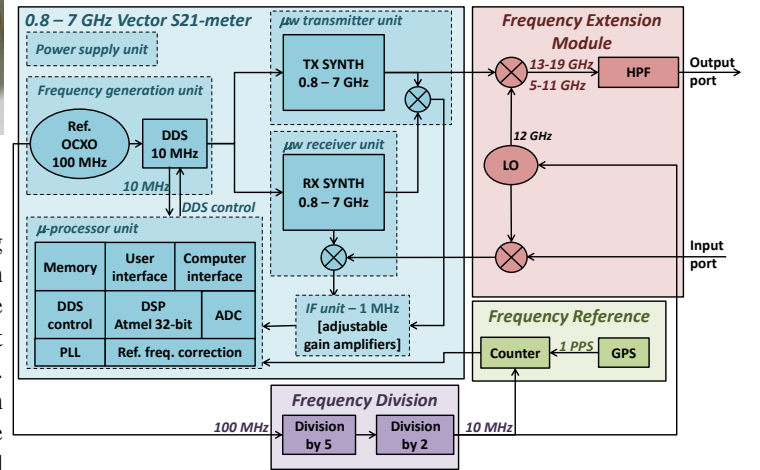 0.8 – 7 GHz Vector S21-meter
Power supply unit
Frequency generation unit
Ref.
OCXO
100 MHz
DDS
10 MHz
10 MHz
DDS control
μw transmitter unit
TX SYNTH
0.8 – 7 GHz
μw receiver unit
RX SYNTH
0.8 – 7 GHz
μ-processor unit
Memory
User
interface
Computer
interface
DDS
control
DSP
Atmel 32-bit
ADC
PLL
Ref. freq. correction
IF unit – 1 MHz
[adjustable
gain amplifiers]
Frequency Extension
Module
13-19 GHz
5-11 GHz
HPF
Output
port
12 GHz
LO
Input
port
Frequency Reference
Counter
1 PPS
GPS
Frequency Division
100 MHz
Division
by 5
Division
by 2
10 MHz